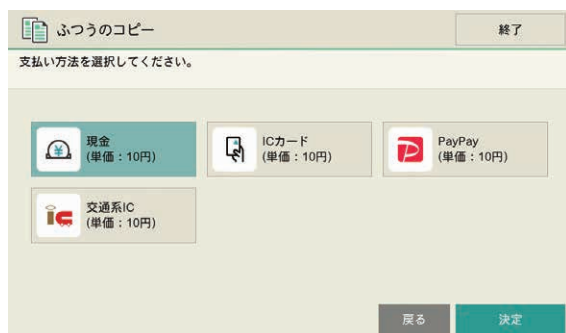 ふつうのコピー
終了
支払い方法を選択してください。
現金
(単価：10円)
ICカード
(単価：10円)
PayPay
(単価：10円)
交通系IC
(単価：10円)
戻る
決定